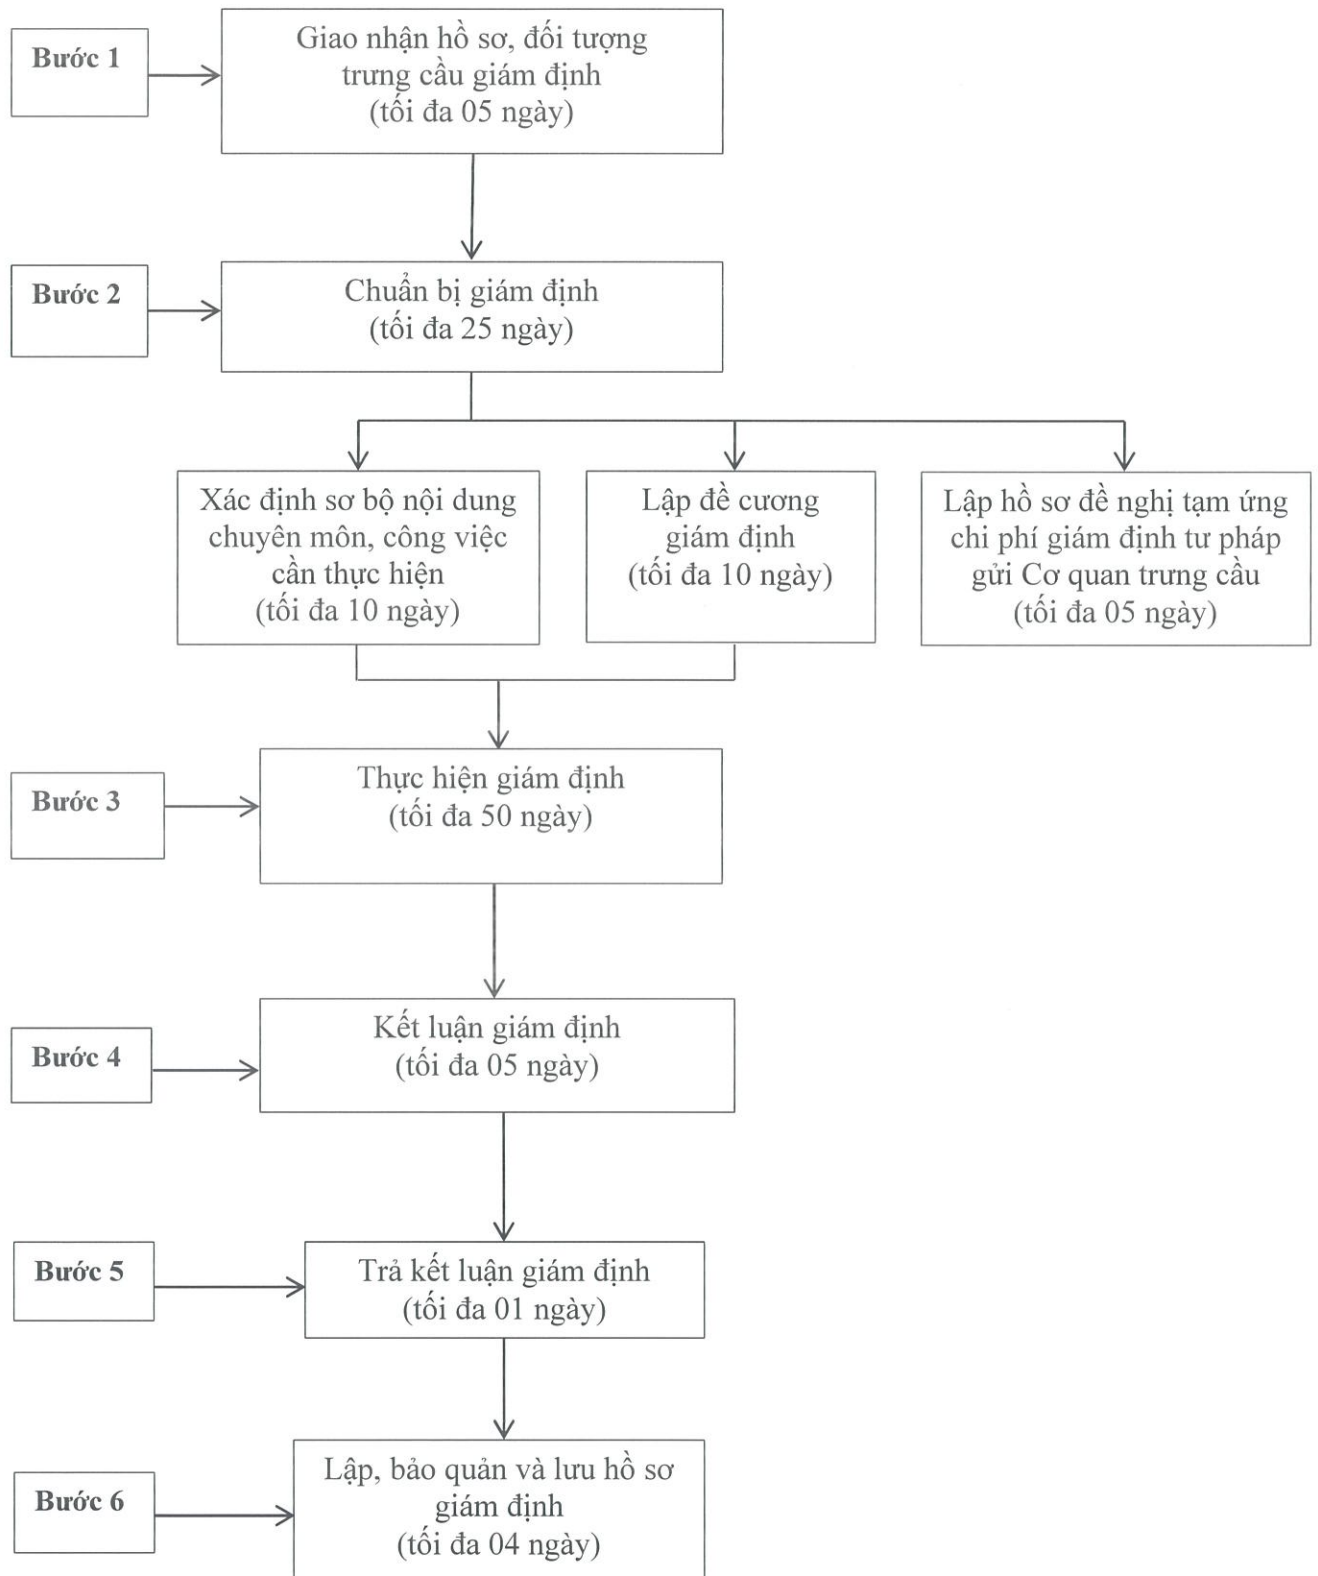 Bước 1
Giao nhận hồ sơ, đối tượng
trưng cầu giám định
(tối đa 05 ngày)
Bước 2
Chuẩn bị giám định
(tối đa 25 ngày)
Xác định sơ bộ nội dung
chuyên môn, công việc
cần thực hiện
(tối đa 10 ngày)
Lập đề cương
giám định
(tối đa 10 ngày)
Lập hồ sơ đề nghị tạm ứng
chi phí giám định tư pháp
gửi Cơ quan trưng cầu
(tối đa 05 ngày)
Bước 3
Thực hiện giám định
(tối đa 50 ngày)
Bước 4
Kết luận giám định
(tối đa 05 ngày)
Bước 5
Trả kết luận giám định
(tối đa 01 ngày)
Bước 6
Lập, bảo quản và lưu hồ sơ
giám định
(tối đa 04 ngày)